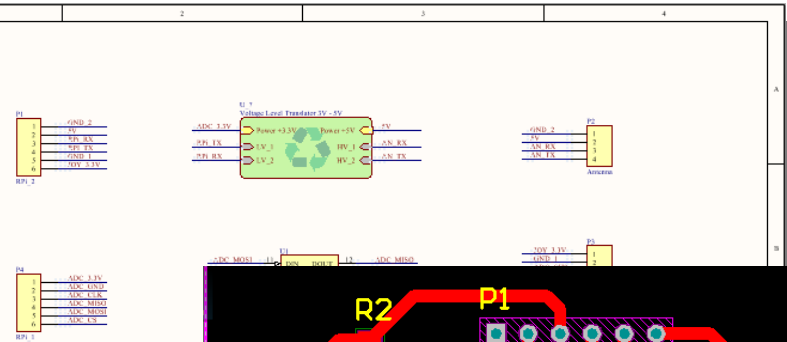 2 3 4
A
P1
1 GND_2
2 5V
3 RPi_RX
4 RPi_TX
5 GND_1
6 JOY_3.3V
RPi_2
U_?
Voltage Level Translator 3V - 5V
ADC_3.3V Power +3.3V Power +5V 5V
RPi_TX LV_1 HV_1 AN_RX
RPi_RX LV_2 HV_2 AN_TX
P2
GND_2 1
5V 2
AN_RX 3
AN_TX 4
Antenna
B
P4
1 ADC_3.3V
2 ADC_GND
3 ADC_CLK
4 ADC_MISO
5 ADC_MOSI
6 ADC_CS
RPi_1
U1
ADC_MOSI 11 DIN DOUT 12 ADC_MISO
P3
JOY_3.3V 1
GND_1 2
R2 P1